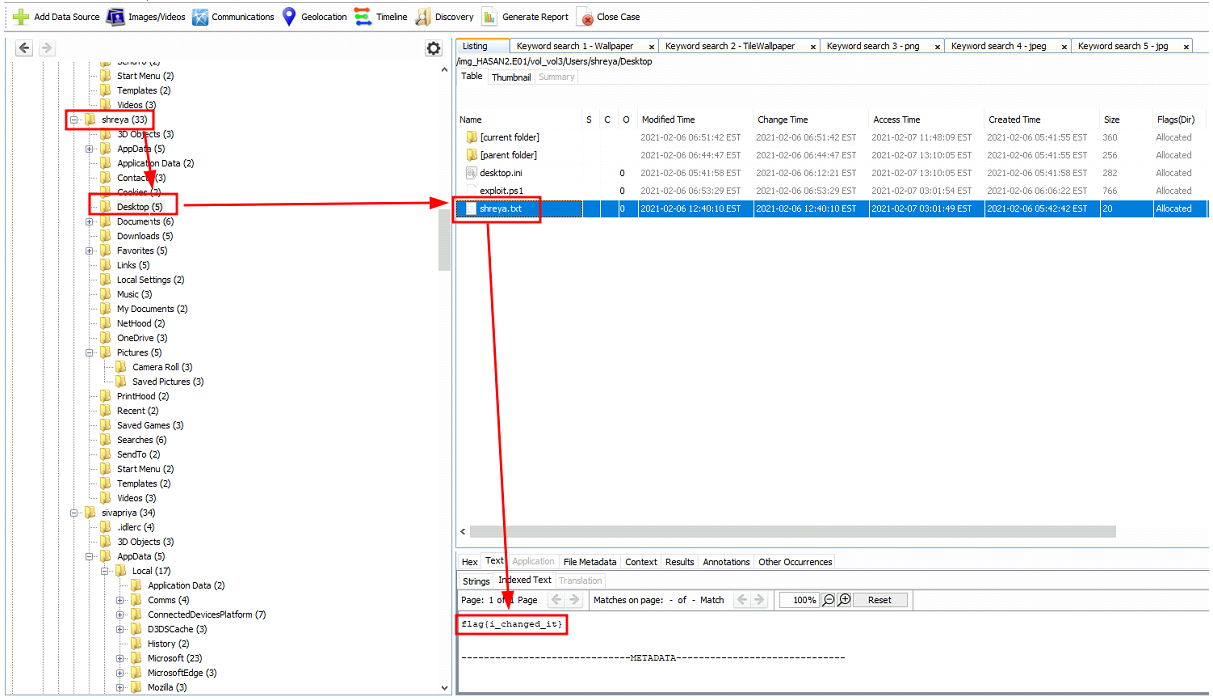 Add Data Source Images/Videos Communications Geolocation Timeline Discovery Generate Report Close Case
Start Menu (2)
Templates (2)
Videos (3)
shreya (33)
3D Objects (3)
AppData (5)
Application Data (2)
Contacts (3)
Cookies (2)
Desktop (5)
Documents (6)
Downloads (5)
Favorites (5)
Links (5)
Local Settings (2)
Music (3)
My Documents (2)
NetHood (2)
OneDrive (3)
Pictures (5)
Camera Roll (3)
Saved Pictures (3)
PrintHood (2)
Recent (2)
Saved Games (3)
Searches (6)
SendTo (2)
Start Menu (2)
Templates (2)
Videos (3)
sivapriya (34)
.idlerc (4)
3D Objects (3)
AppData (5)
Local (17)
Application Data (2)
Comms (4)
ConnectedDevicesPlatform (7)
D3DSCache (3)
History (2)
Microsoft (23)
MicrosoftEdge (3)
Mozilla (3)
Listing Keyword search 1 - Wallpaper x Keyword search 2 - TileWallpaper x Keyword search 3 - png x Keyword search 4 - jpeg x Keyword search 5 - jpg x
/img_HASAN2.E01/vol_vol3/Users/shreya/Desktop
Table Thumbnail Summary
Name S C O Modified Time Change Time Access Time Created Time Size Flags(Dir)
[current folder] 2021-02-06 06:51:42 EST 2021-02-06 06:51:42 EST 2021-02-07 11:48:09 EST 2021-02-06 05:41:55 EST 360 Allocated
[parent folder] 2021-02-06 06:44:47 EST 2021-02-06 06:44:47 EST 2021-02-07 13:10:05 EST 2021-02-06 05:41:55 EST 256 Allocated
desktop.ini 0 2021-02-06 05:41:58 EST 2021-02-06 06:12:21 EST 2021-02-07 13:10:05 EST 2021-02-06 05:41:58 EST 282 Allocated
exploit.ps1 0 2021-02-06 06:53:29 EST 2021-02-06 06:53:29 EST 2021-02-07 03:01:54 EST 2021-02-06 06:06:22 EST 766 Allocated
shreya.txt 0 2021-02-06 12:40:10 EST 2021-02-06 12:40:10 EST 2021-02-07 03:01:49 EST 2021-02-06 05:42:42 EST 20 Allocated
Hex Text Application File Metadata Context Results Annotations Other Occurrences
Strings Indexed Text Translation
Page: 1 of 1 Page Matches on page: - of - Match 100% Reset
flag{i_changed_it}
------------------------------METADATA------------------------------